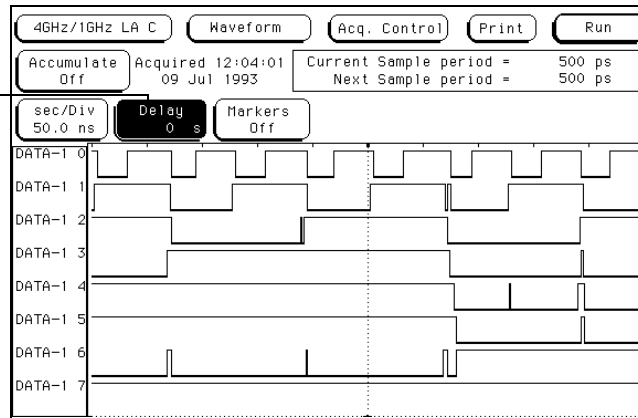 4GHz/1GHz LA C Waveform Acq. Control Print Run
Accumulate Off Acquired 12:04:01 09 Jul 1993 Current Sample period = 500 ps Next Sample period = 500 ps
sec/Div 50.0 ns Delay 0 s Markers Off
DATA-1 0
DATA-1 1
DATA-1 2
DATA-1 3
DATA-1 4
DATA-1 5
DATA-1 6
DATA-1 7